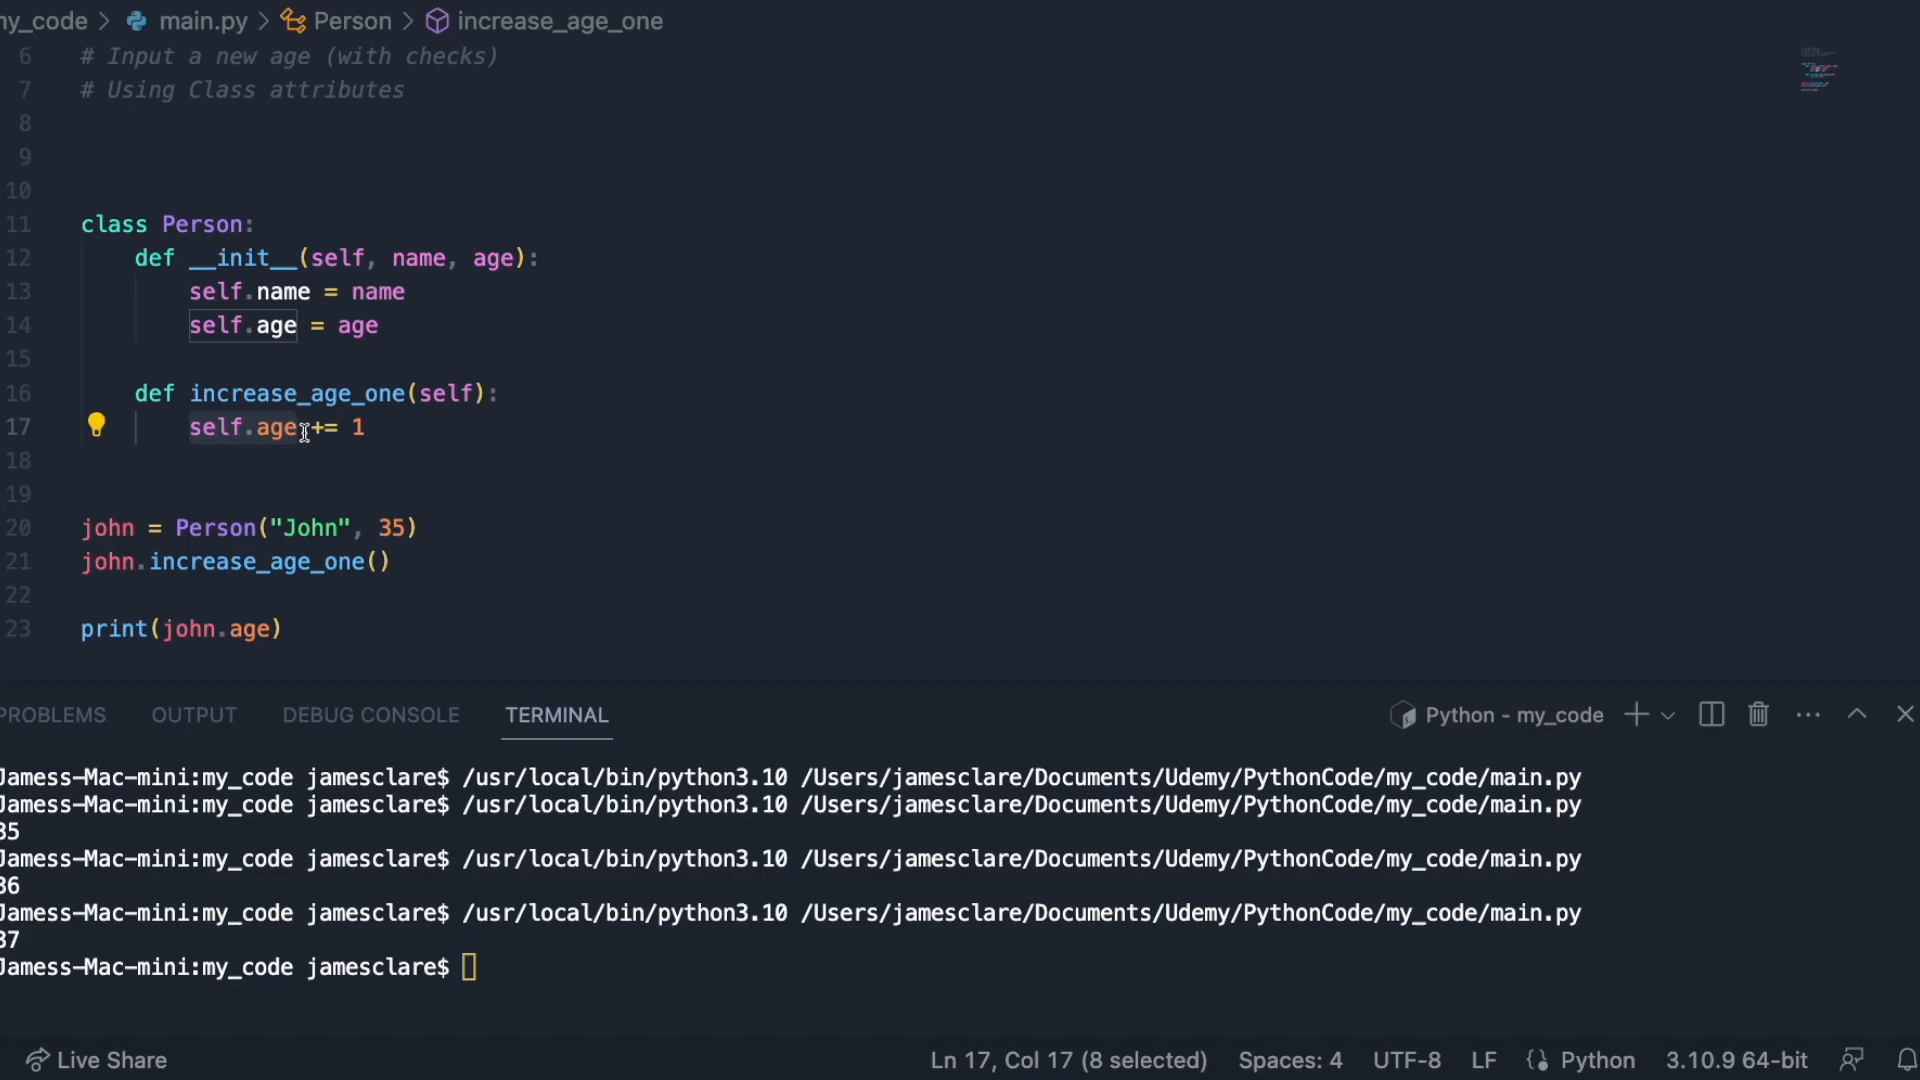 my_code > main.py > Person > increase_age_one
6 # Input a new age (with checks)
7 # Using Class attributes
8
9
10
11 class Person:
12 def __init__(self, name, age):
13 self.name = name
14 self.age = age
15
16 def increase_age_one(self):
17 self.age += 1
18
19
20 john = Person("John", 35)
21 john.increase_age_one()
22
23 print(john.age)
PROBLEMS OUTPUT DEBUG CONSOLE TERMINAL Python - my_code
Jamess-Mac-mini:my_code jamesclare$ /usr/local/bin/python3.10 /Users/jamesclare/Documents/Udemy/PythonCode/my_code/main.py
Jamess-Mac-mini:my_code jamesclare$ /usr/local/bin/python3.10 /Users/jamesclare/Documents/Udemy/PythonCode/my_code/main.py
35
Jamess-Mac-mini:my_code jamesclare$ /usr/local/bin/python3.10 /Users/jamesclare/Documents/Udemy/PythonCode/my_code/main.py
36
Jamess-Mac-mini:my_code jamesclare$ /usr/local/bin/python3.10 /Users/jamesclare/Documents/Udemy/PythonCode/my_code/main.py
37
Jamess-Mac-mini:my_code jamesclare$
Live Share Ln 17, Col 17 (8 selected) Spaces: 4 UTF-8 LF Python 3.10.9 64-bit